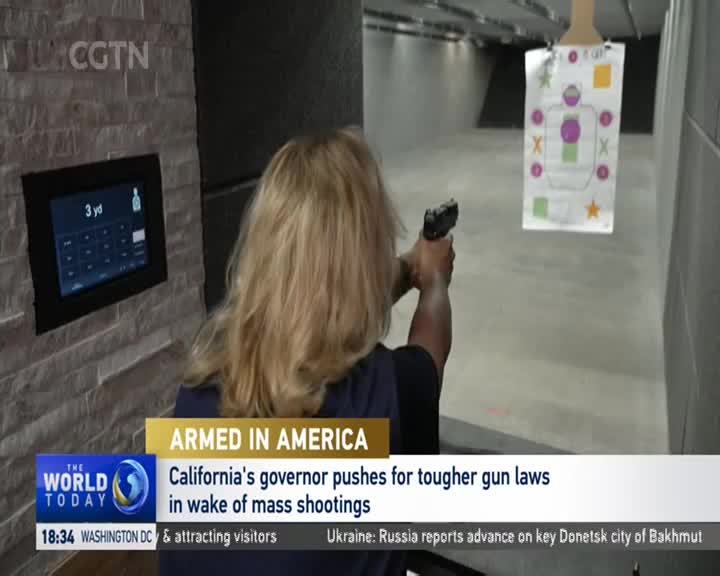 CGTN
3 yd
ARMED IN AMERICA
California's governor pushes for tougher gun laws
in wake of mass shootings
THE
WORLD
TODAY
18:34 WASHINGTON DC
& attracting visitors Ukraine: Russia reports advance on key Donetsk city of Bakhmut